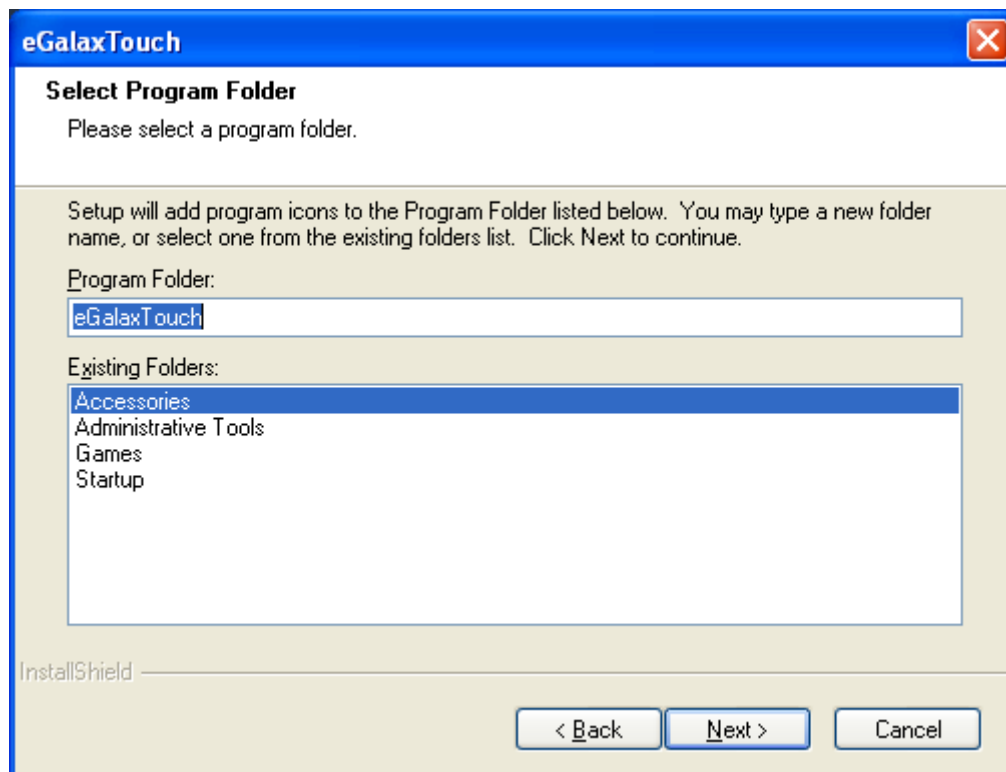 eGalaxTouch
Select Program Folder
Please select a program folder.
Setup will add program icons to the Program Folder listed below.  You may type a new folder
name, or select one from the existing folders list.  Click Next to continue.
Program Folder:
eGalaxTouch
Existing Folders:
Accessories
Administrative Tools
Games
Startup
InstallShield
< Back Next > Cancel